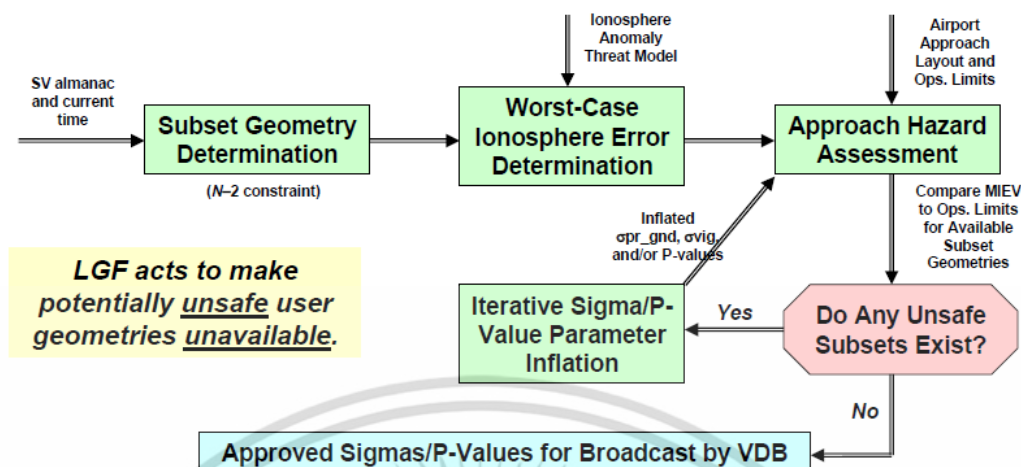 Ionosphere
Anomaly
Threat Model
Airport
Approach
Layout and
Ops. Limits
SV almanac
and current
time
Subset Geometry
Determination
(N–2 constraint)
Worst-Case
Ionosphere Error
Determination
Approach Hazard
Assessment
Compare MIEV
to Ops. Limits
for Available
Subset
Geometries
Inflated
σpr_gnd, σvig,
and/or P-values
LGF acts to make
potentially unsafe user
geometries unavailable.
Iterative Sigma/P-
Value Parameter
Inflation
Yes
Do Any Unsafe
Subsets Exist?
No
Approved Sigmas/P-Values for Broadcast by VDB